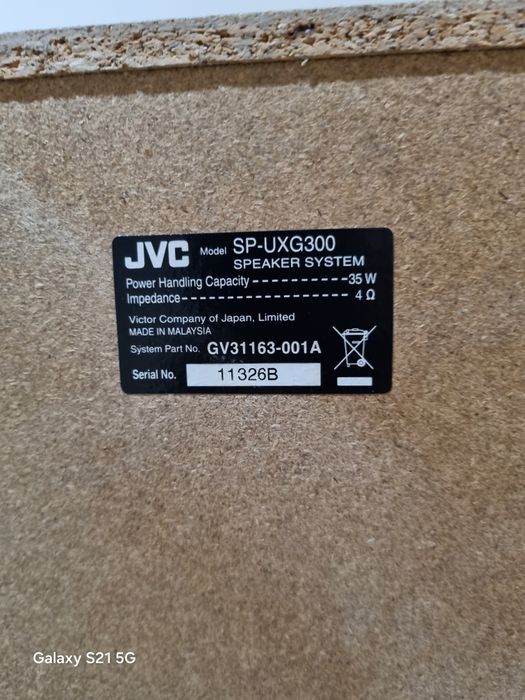 JVC Model SP-UXG300
SPEAKER SYSTEM
Power Handling Capacity ------------- 35 W
Impedance ---------------------- 4 Ω
Victor Company of Japan, Limited
MADE IN MALAYSIA
System Part No. GV31163-001A
Serial No. 11326B
Galaxy S21 5G